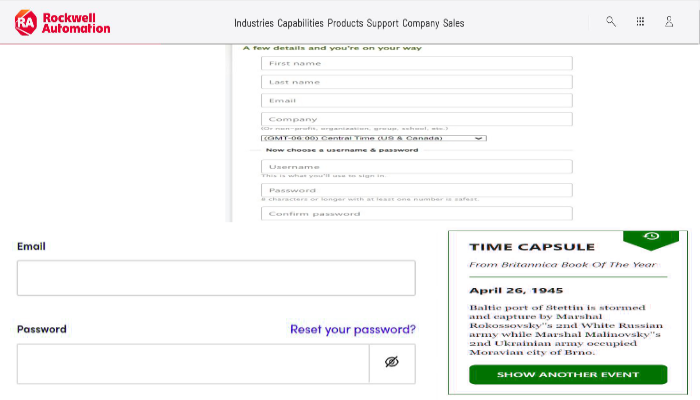 Rockwell
Automation
RA
Industries Capabilities Products Support Company Sales
A few details and you're on your way
First name
Last name
Email
Company
(Or non-profit, organization, group, school, etc.)
(GMT-06:00) Central Time (US & Canada)
Now choose a username & password
Username
This is what you'll use to sign in.
Password
8 characters or longer with at least one number is safest.
Confirm password
Email
Password
Reset your password?
TIME CAPSULE
From Britannica Book Of The Year
April 26, 1945
Baltic port of Stettin is stormed
and capture by Marshal
Rokossovsky''s 2nd White Russian
army while Marshal Malinovsky''s
2nd Ukrainian army occupied
Moravian city of Brno.
SHOW ANOTHER EVENT